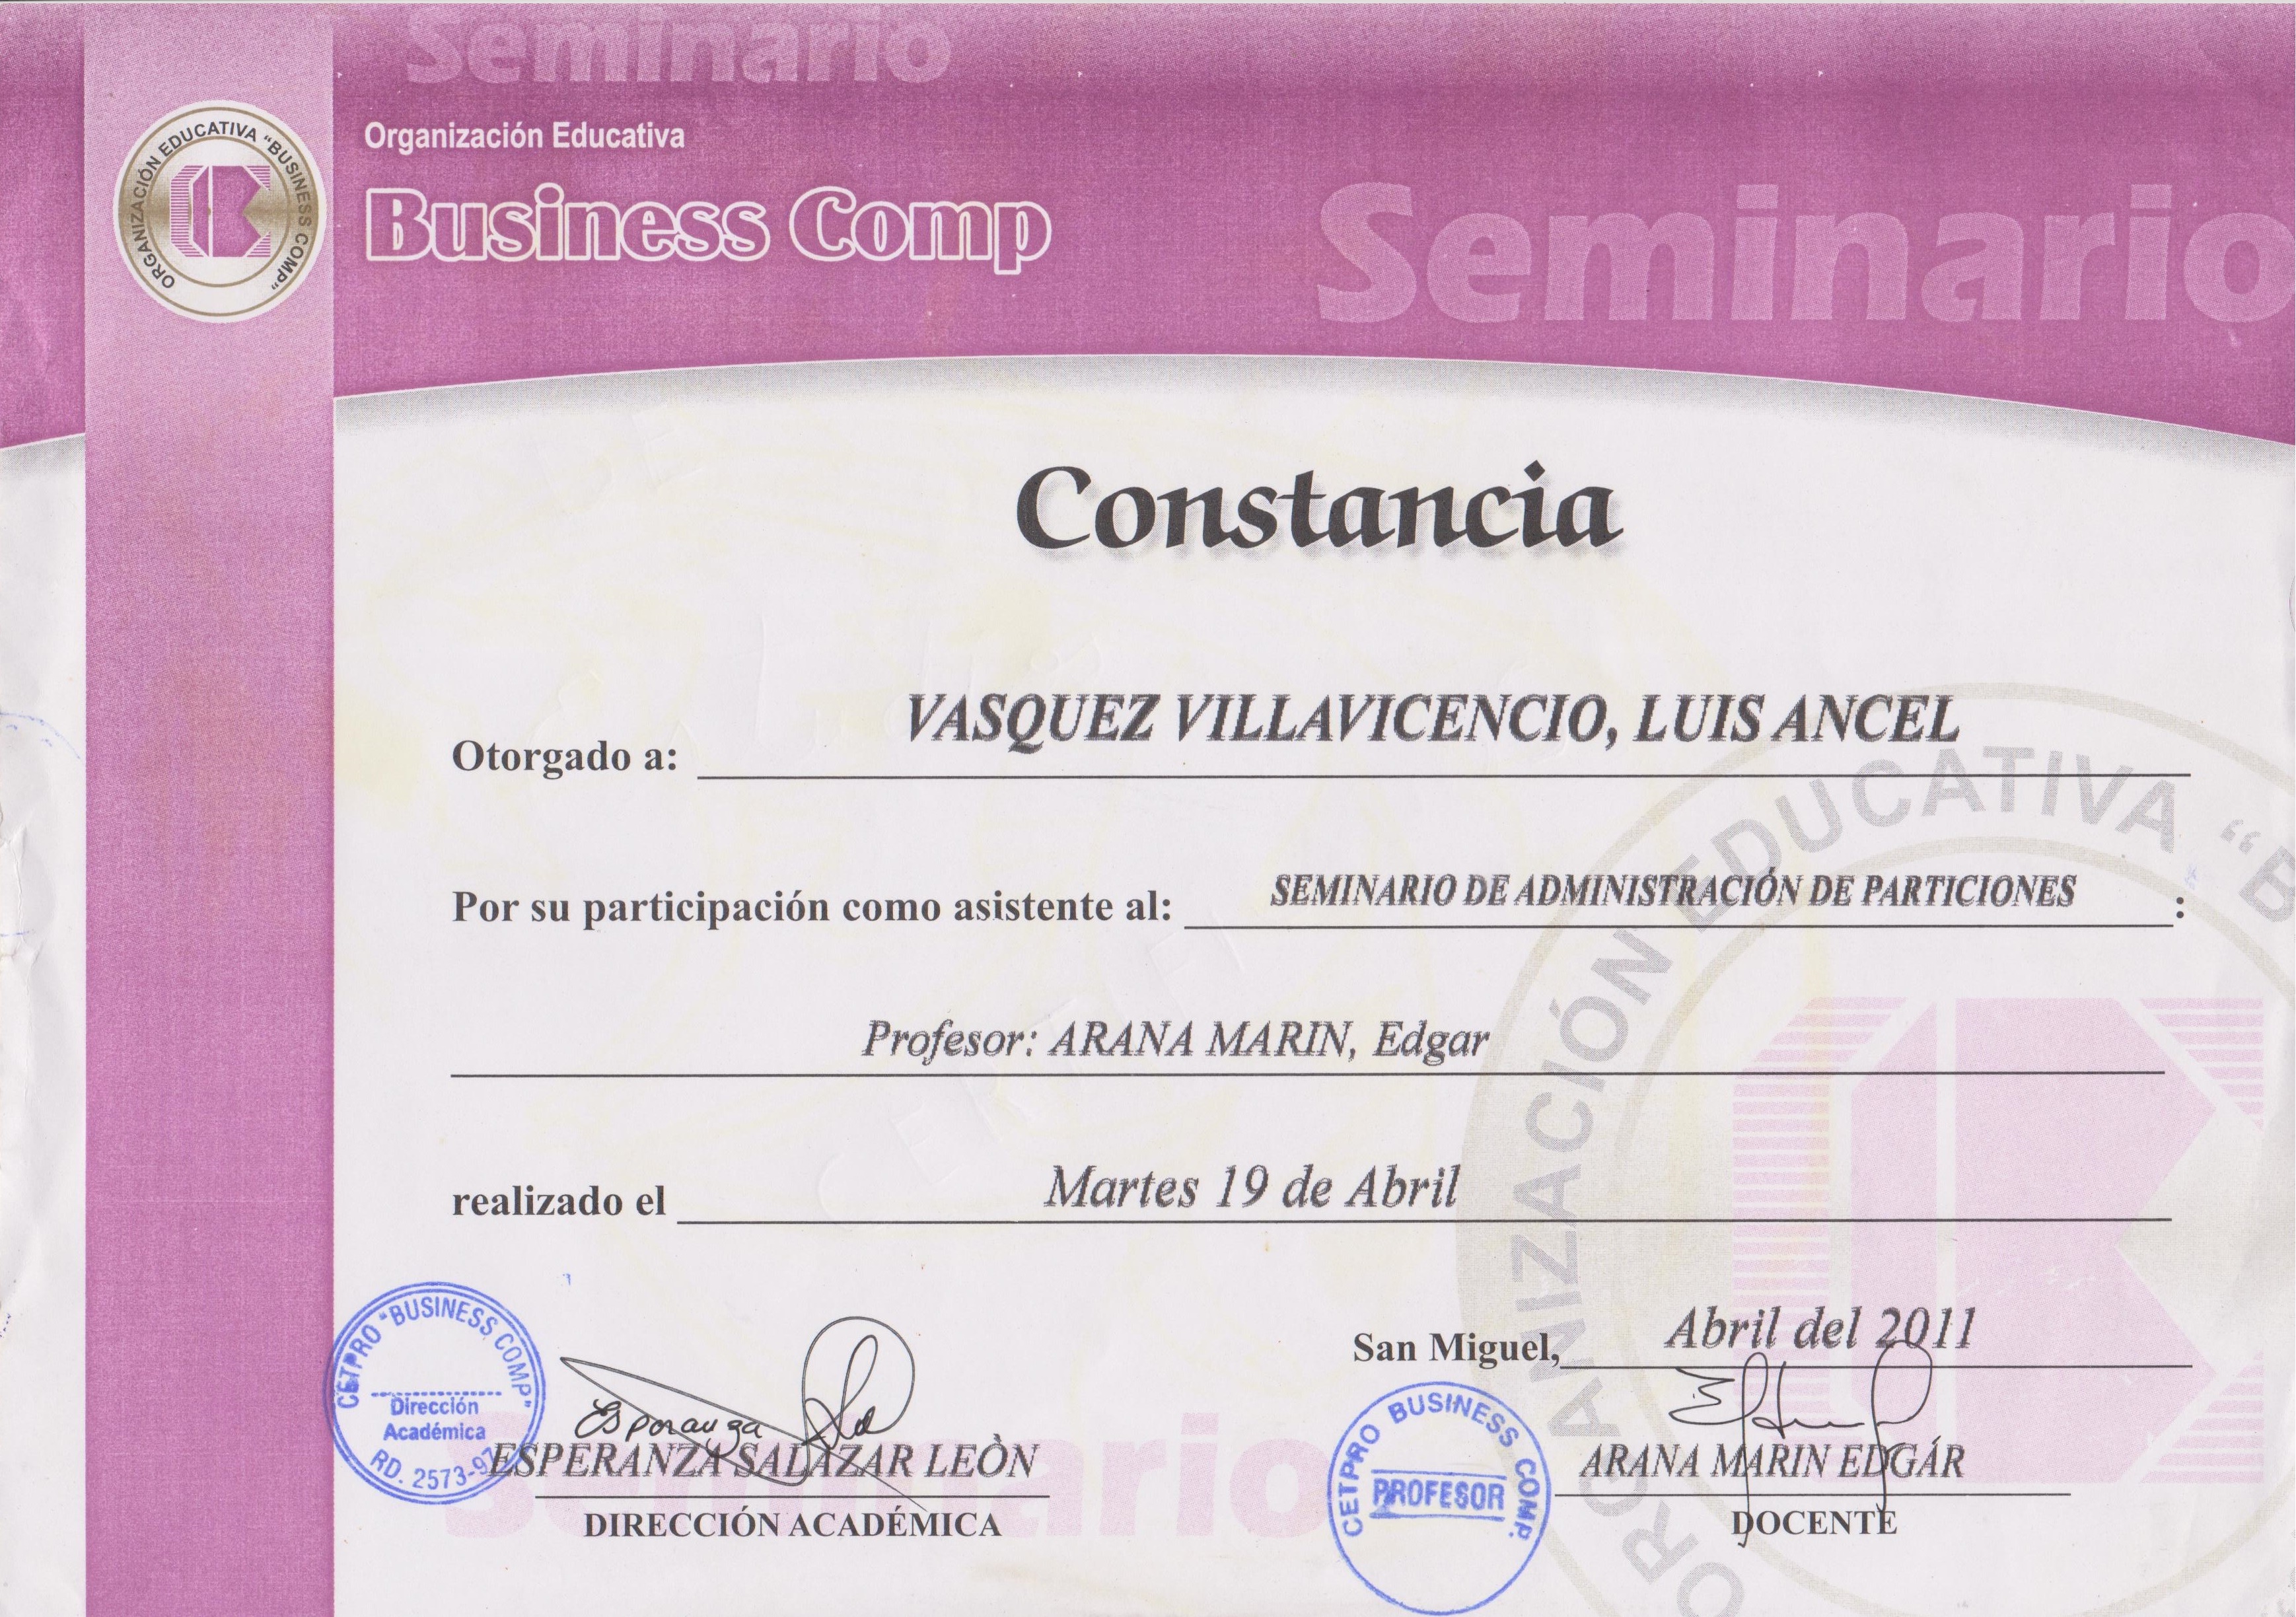 Seminario
ORGANIZACIÓN EDUCATIVA "BUSINESS COMP"
Organización Educativa
Business Comp
Seminario
Constancia
Otorgado a: VASQUEZ VILLAVICENCIO, LUIS ANCEL
Por su participación como asistente al: SEMINARIO DE ADMINISTRACIÓN DE PARTICIONES :
Profesor: ARANA MARIN, Edgar
realizado el Martes 19 de Abril
San Miguel, Abril del 2011
CETPRO "BUSINESS COMP"
Dirección
Académica
RD. 2573-97
Esperanza
ESPERANZA SALAZAR LEÒN
DIRECCIÓN ACADÉMICA
CETPRO BUSINESS COMP.
PROFESOR
ARANA MARIN EDGÁR
DOCENTE
Seminario
ORGANIZACIÓN EDUCATIVA "B